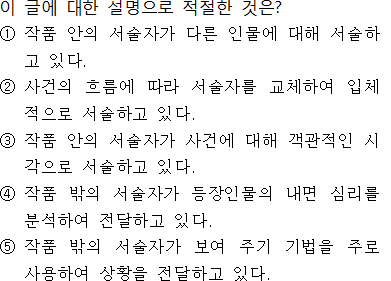 이 글에 대한 설명으로 적절한 것은?
① 작품 안의 서술자가 다른 인물에 대해 서술하
고 있다.
② 사건의 흐름에 따라 서술자를 교체하여 입체
적으로 서술하고 있다.
③ 작품 안의 서술자가 사건에 대해 객관적인 시
각으로 서술하고 있다.
④ 작품 밖의 서술자가 등장인물의 내면 심리를
분석하여 전달하고 있다.
⑤ 작품 밖의 서술자가 보여 주기 기법을 주로
사용하여 상황을 전달하고 있다.